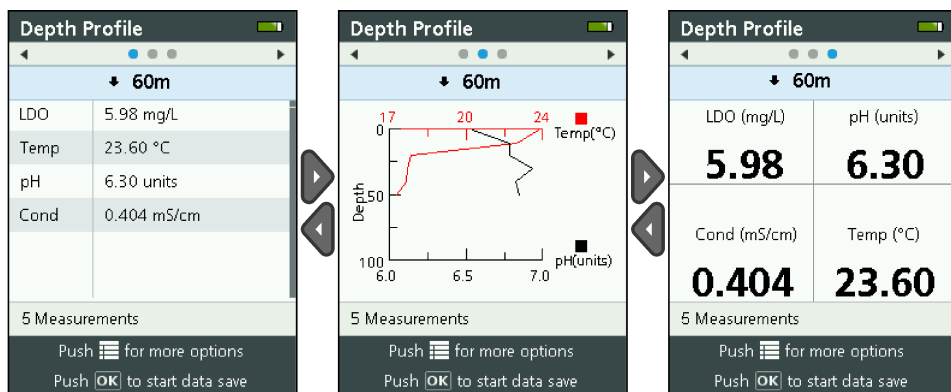 Depth Profile
60m
LDO 5.98 mg/L
Temp 23.60 °C
pH 6.30 units
Cond 0.404 mS/cm
5 Measurements
Push for more options
Push OK to start data save
Depth Profile
60m
17 20 24
Temp(°C)
0
50
100
Depth
6.0 6.5 7.0
pH(units)
5 Measurements
Push for more options
Push OK to start data save
Depth Profile
60m
LDO (mg/L) pH (units)
5.98 6.30
Cond (mS/cm) Temp (°C)
0.404 23.60
5 Measurements
Push for more options
Push OK to start data save